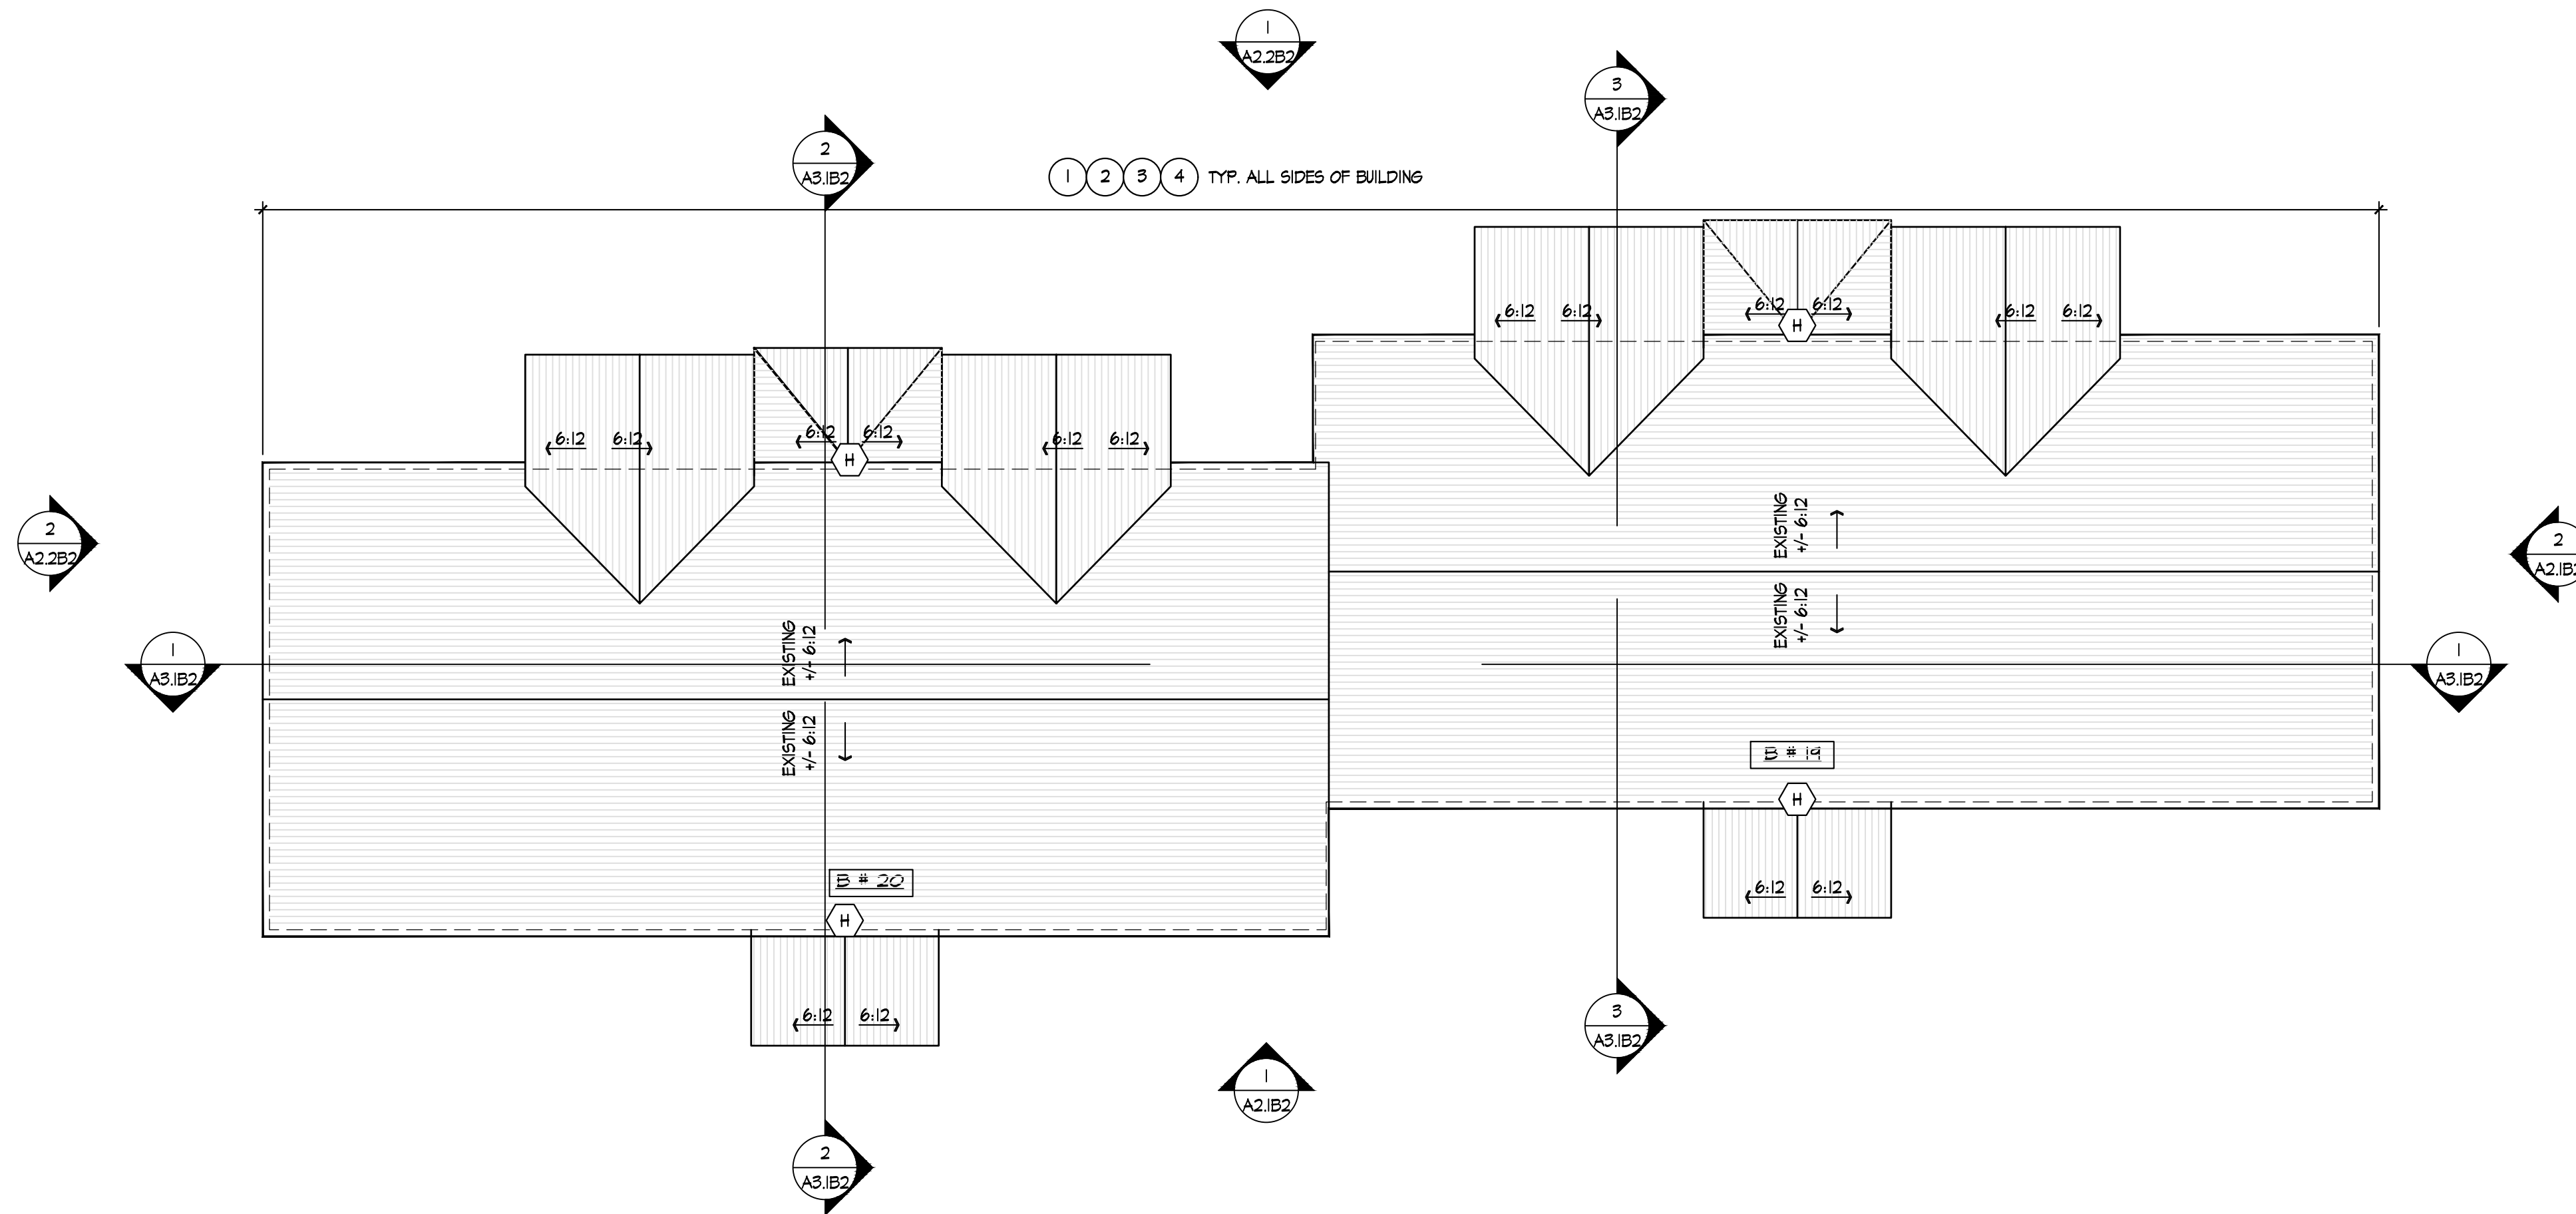 1
A2.2B2
3
A3.1B2
2
A3.1B2
1 2 3 4 TYP. ALL SIDES OF BUILDING
6:12 6:12
6:12 6:12
6:12 6:12
H
6:12 6:12
6:12 6:12
6:12 6:12
H
EXISTING
+/- 6:12
EXISTING
+/- 6:12
2
A2.2B2
2
A2.1B2
1
A3.1B2
EXISTING
+/- 6:12
EXISTING
+/- 6:12
1
A3.1B2
B # 19
H
6:12 6:12
B # 20
H
6:12 6:12
3
A3.1B2
1
A2.1B2
2
A3.1B2